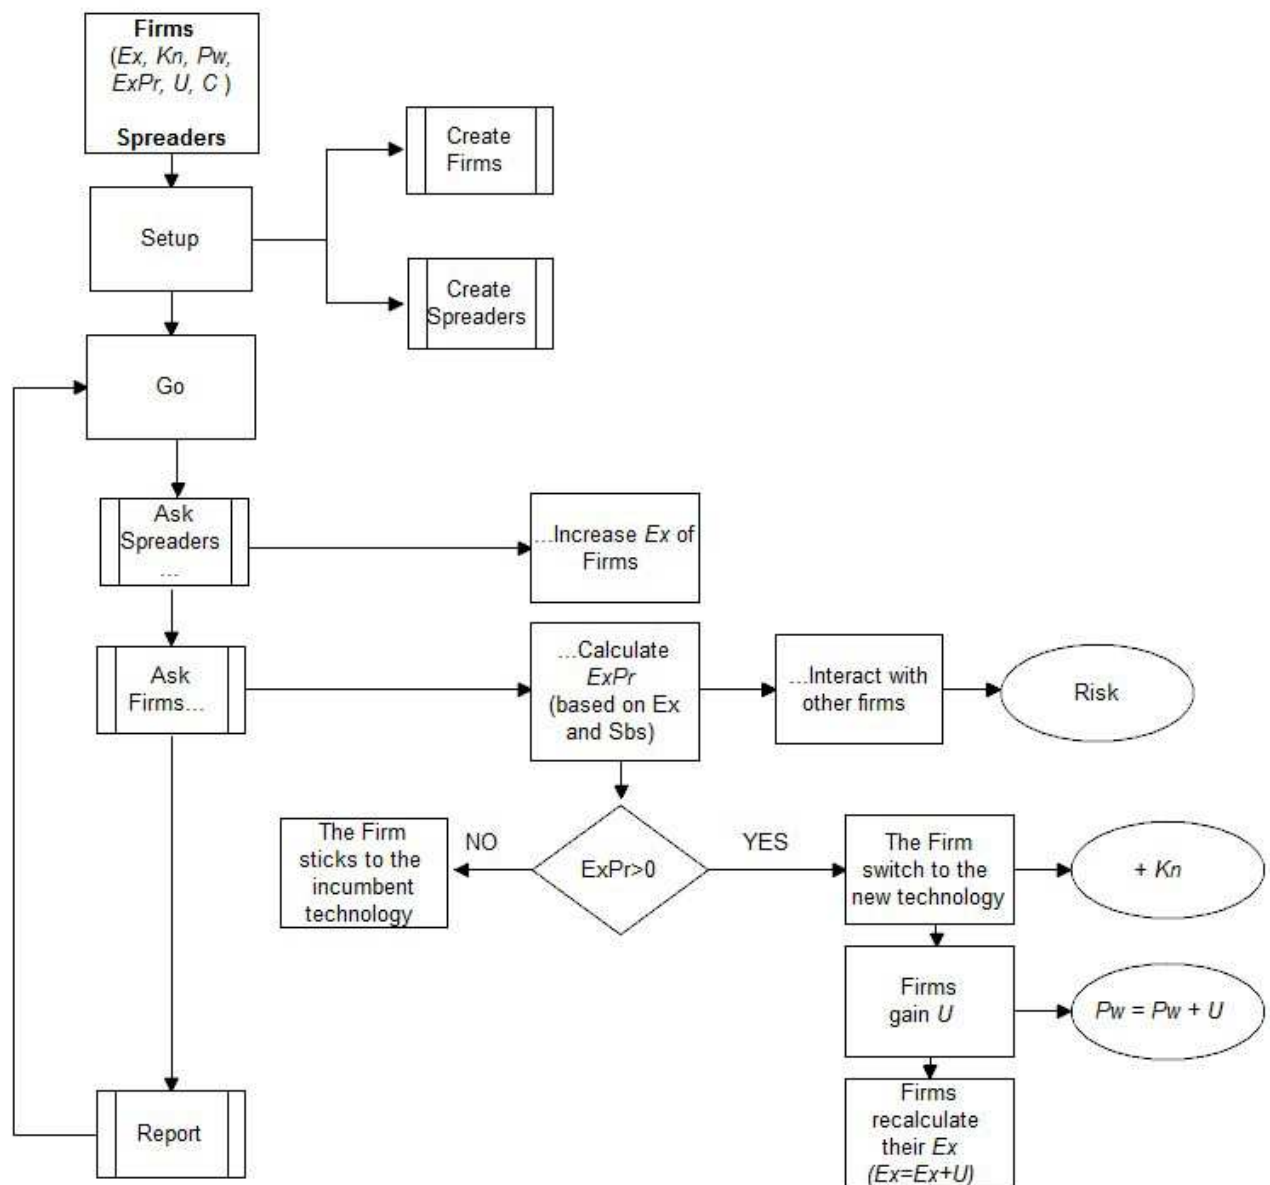 Firms
(Ex, Kn, Pw,
ExPr, U, C )
Spreaders
Create
Firms
Setup
Create
Spreaders
Go
Ask
Spreaders
...
...Increase Ex of
Firms
Ask
Firms...
...Calculate
ExPr
(based on Ex
and Sbs)
...Interact with
other firms
Risk
The Firm
sticks to the
incumbent
technology
NO
ExPr>0
YES
The Firm
switch to the
new technology
+ Kn
Firms
gain U
Pw = Pw + U
Firms
recalculate
their Ex
(Ex=Ex+U)
Report